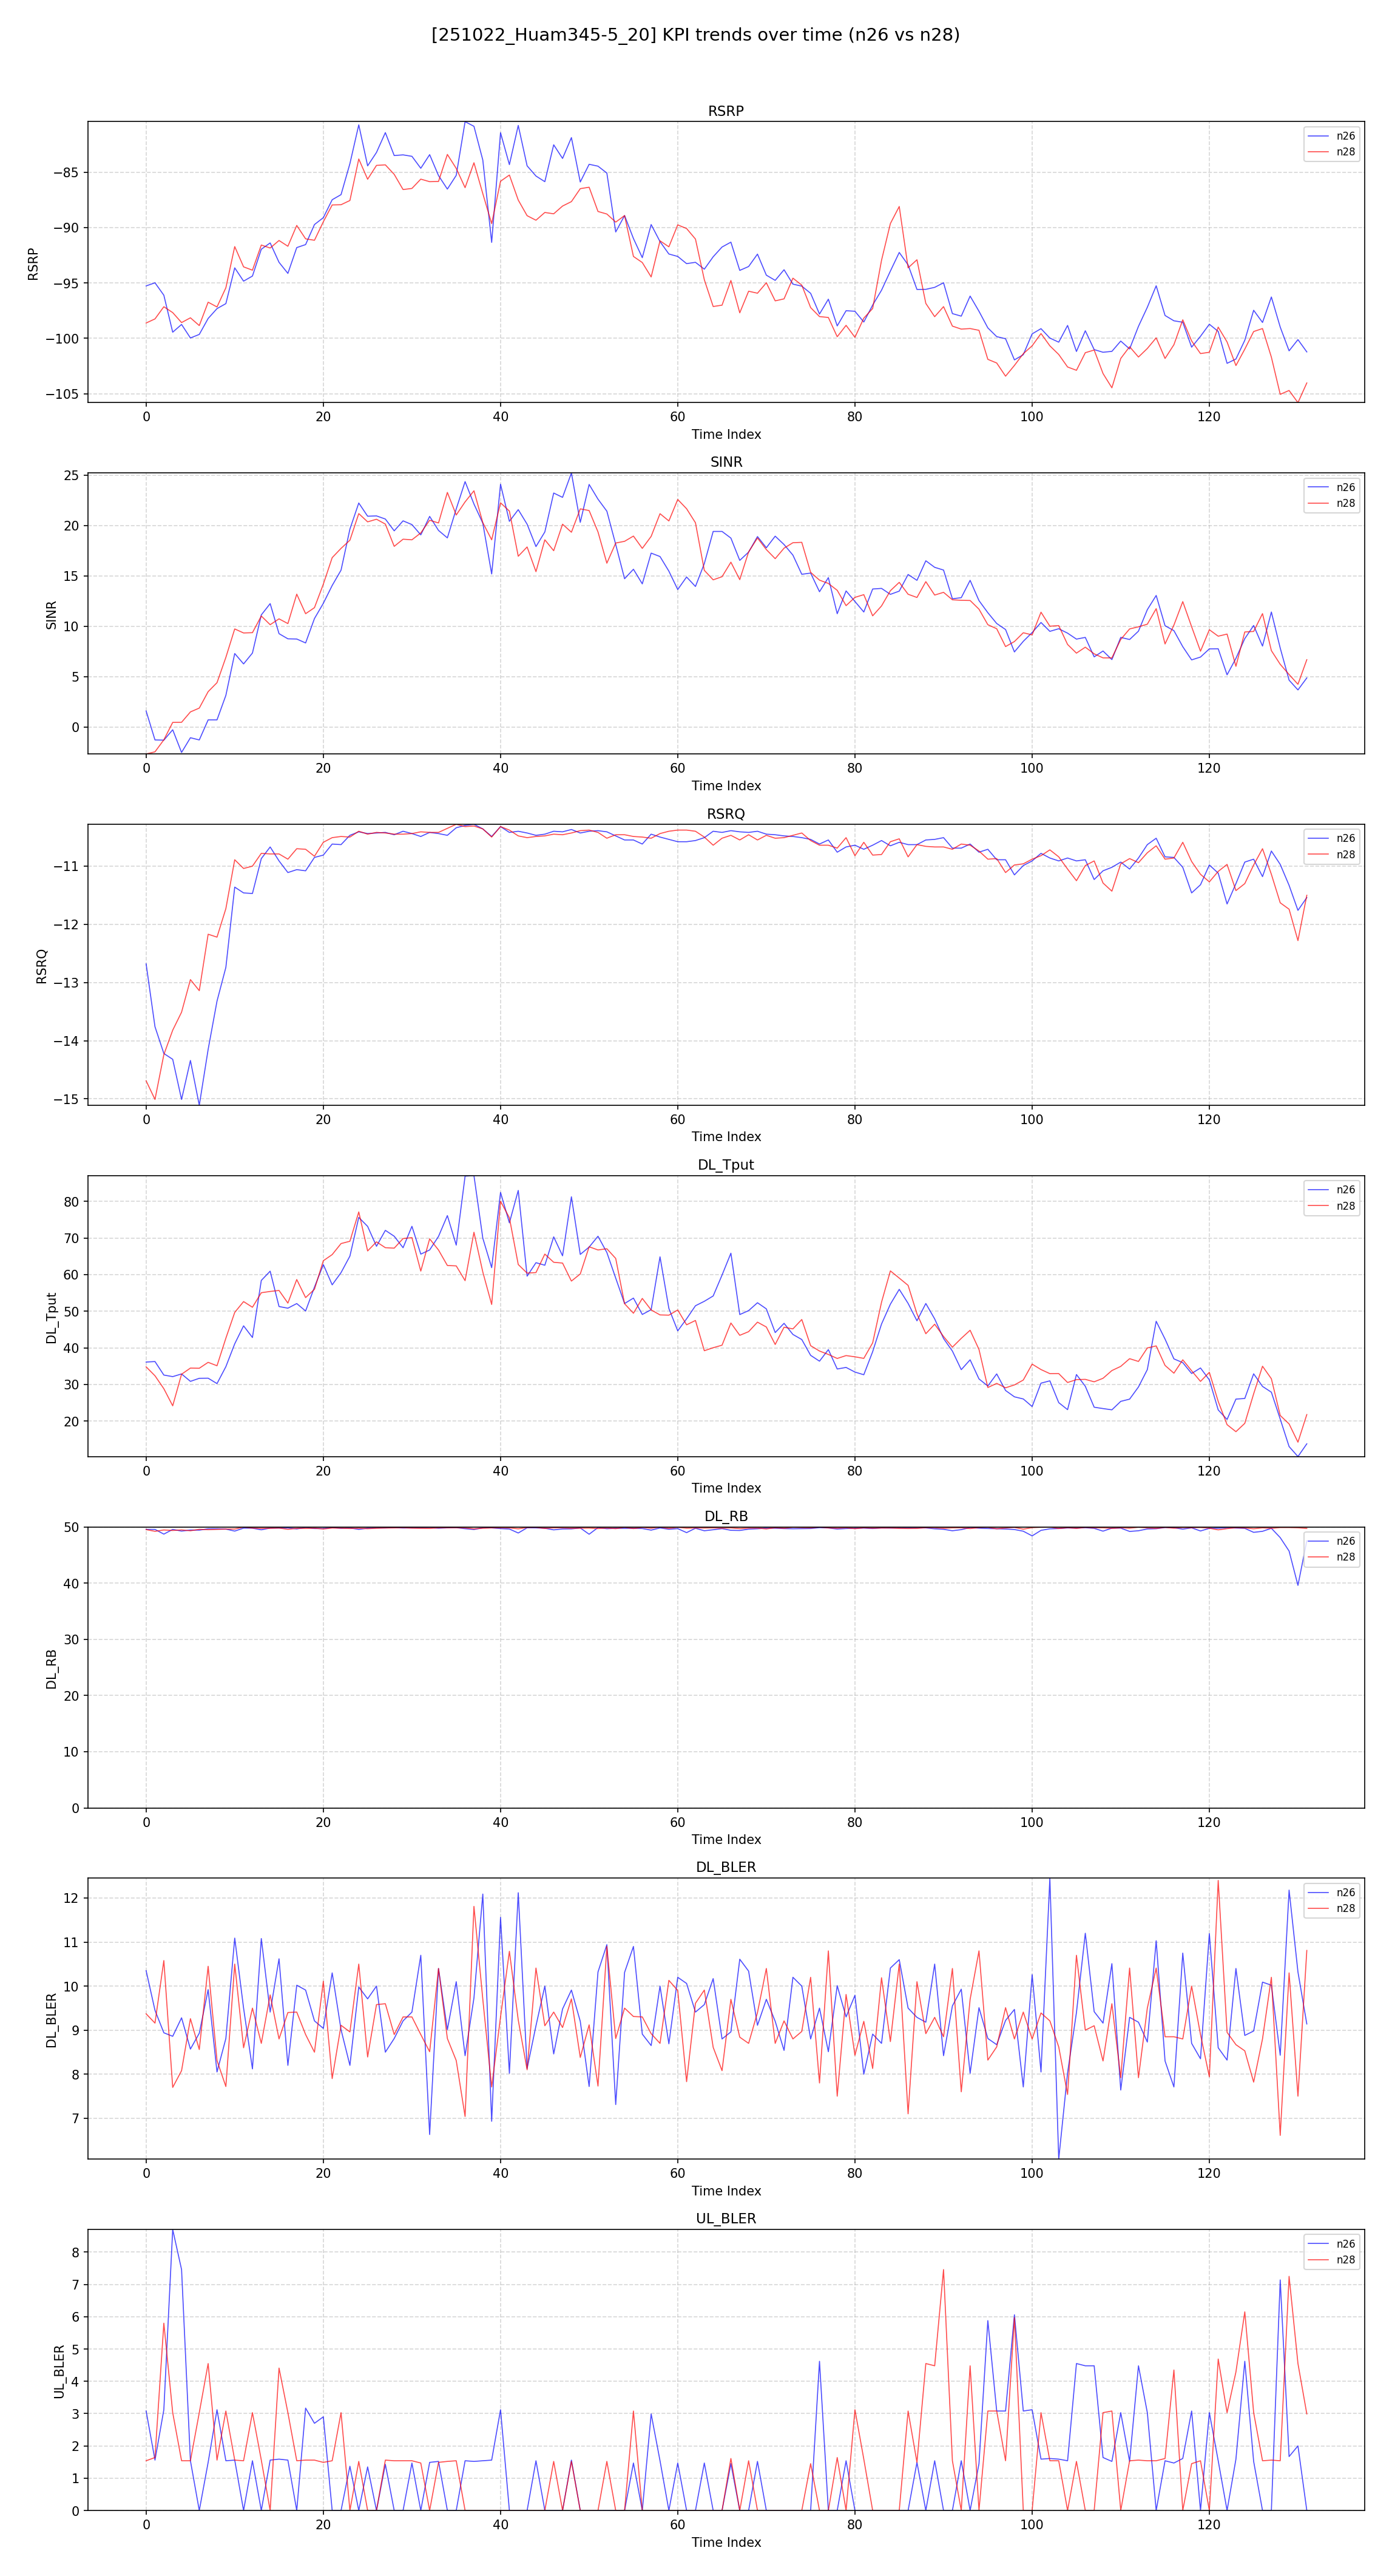 [251022_Huam345-5_20] KPI trends over time (n26 vs n28)
RSRP
n26
n28
−85
−90
−95
−100
−105
RSRP
0 20 40 60 80 100 120
Time Index
SINR
n26
n28
25
20
15
10
5
0
SINR
0 20 40 60 80 100 120
Time Index
RSRQ
n26
n28
−11
−12
−13
−14
−15
RSRQ
0 20 40 60 80 100 120
Time Index
DL_Tput
n26
n28
80
70
60
50
40
30
20
DL_Tput
0 20 40 60 80 100 120
Time Index
DL_RB
n26
n28
50
40
30
20
10
0
DL_RB
0 20 40 60 80 100 120
Time Index
DL_BLER
n26
n28
12
11
10
9
8
7
DL_BLER
0 20 40 60 80 100 120
Time Index
UL_BLER
n26
n28
8
7
6
5
4
3
2
1
0
UL_BLER
0 20 40 60 80 100 120
Time Index